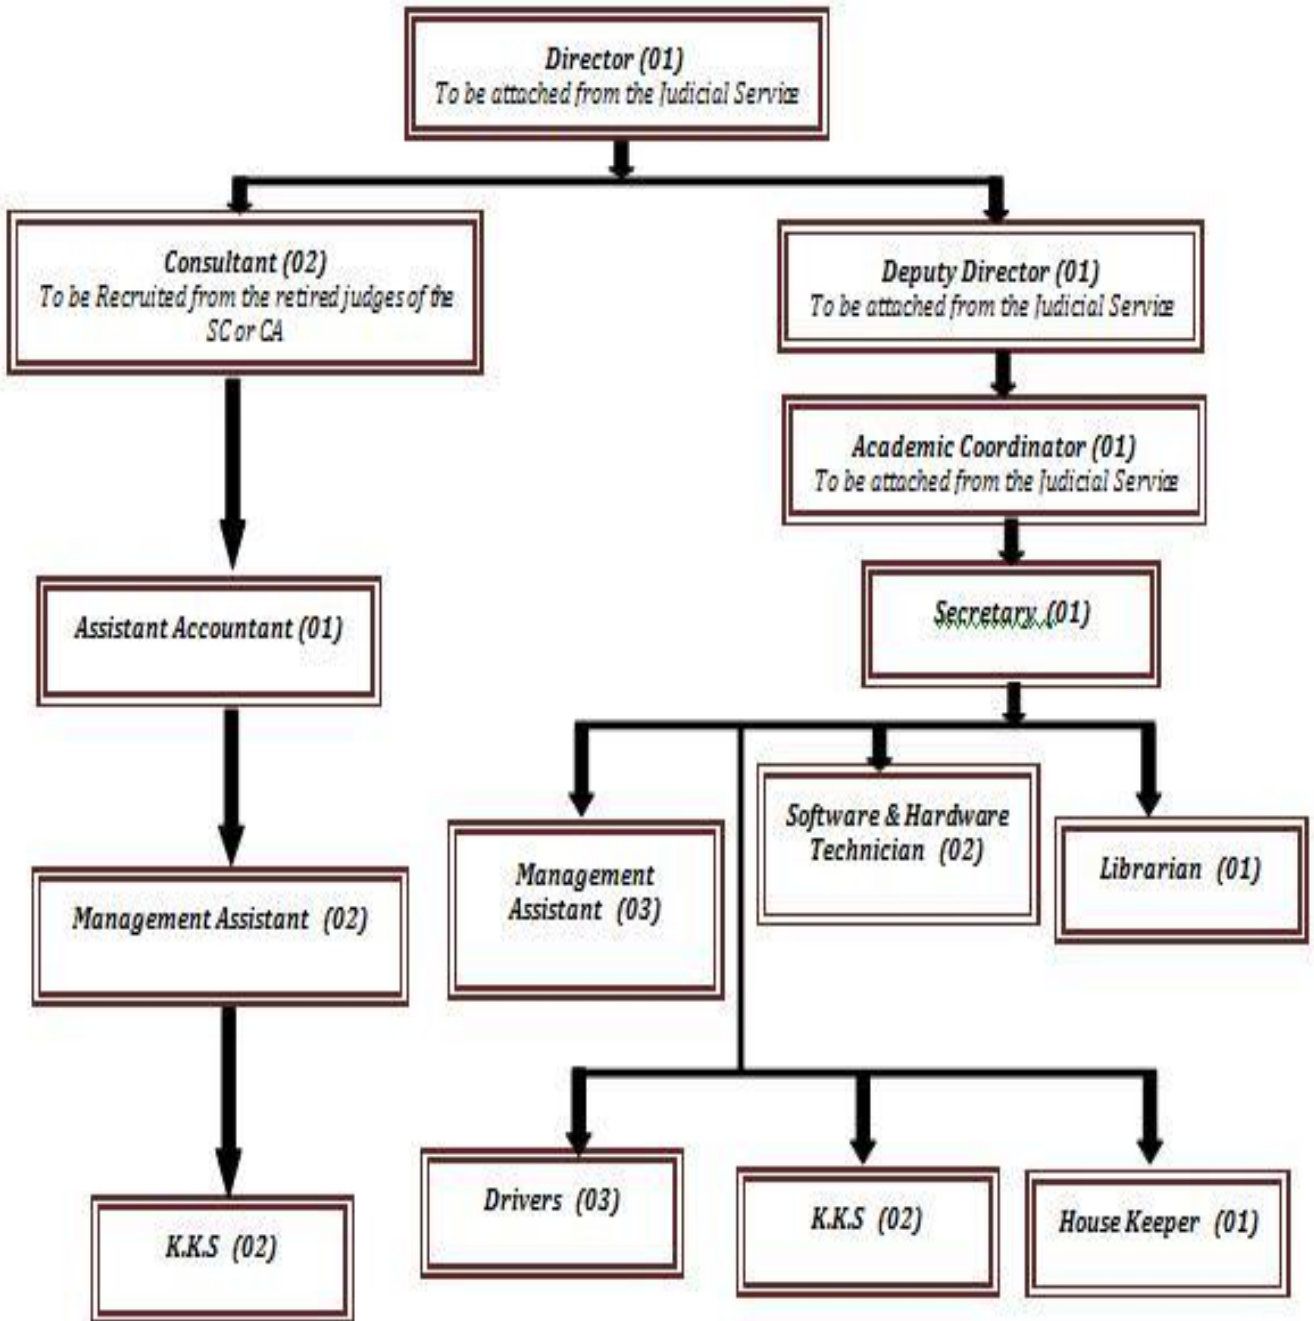 Director (01)
To be attached from the Judicial Service
Consultant (02)
To be Recruited from the retired judges of the
SC or CA
Deputy Director (01)
To be attached from the Judicial Service
Academic Coordinator (01)
To be attached from the Judicial Service
Assistant Accountant (01)
Secretary (01)
Management Assistant (02)
Management
Assistant (03)
Software & Hardware
Technician (02)
Librarian (01)
K.K.S (02)
Drivers (03)
K.K.S (02)
House Keeper (01)